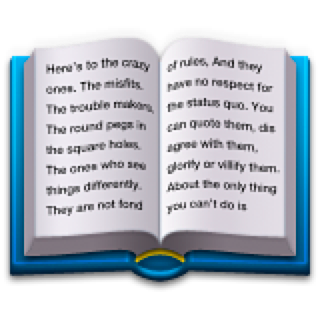 Here's to the crazy
ones. The misfits.
The trouble makers.
The round pegs in
the square holes.
The ones who see
things differently.
They are not fond
of rules. And they
have no respect for
the status quo. You
can quote them, dis
agree with them,
glorify or villify them.
About the only thing
you can't do is